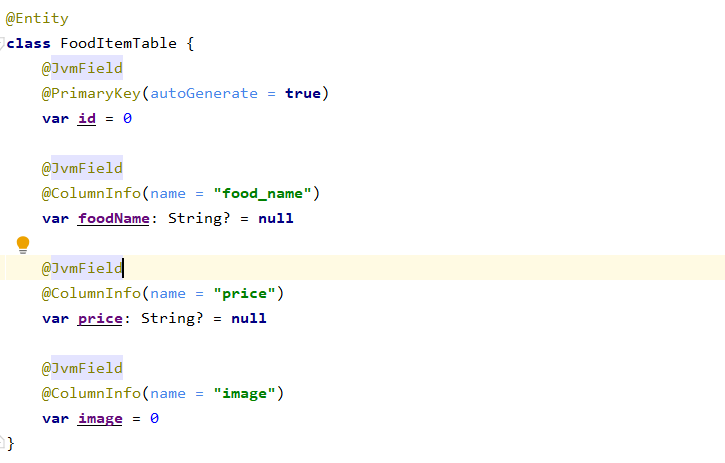 @Entity
class FoodItemTable {
    @JvmField
    @PrimaryKey(autoGenerate = true)
    var id = 0

    @JvmField
    @ColumnInfo(name = "food_name")
    var foodName: String? = null

    @JvmField
    @ColumnInfo(name = "price")
    var price: String? = null

    @JvmField
    @ColumnInfo(name = "image")
    var image = 0
}